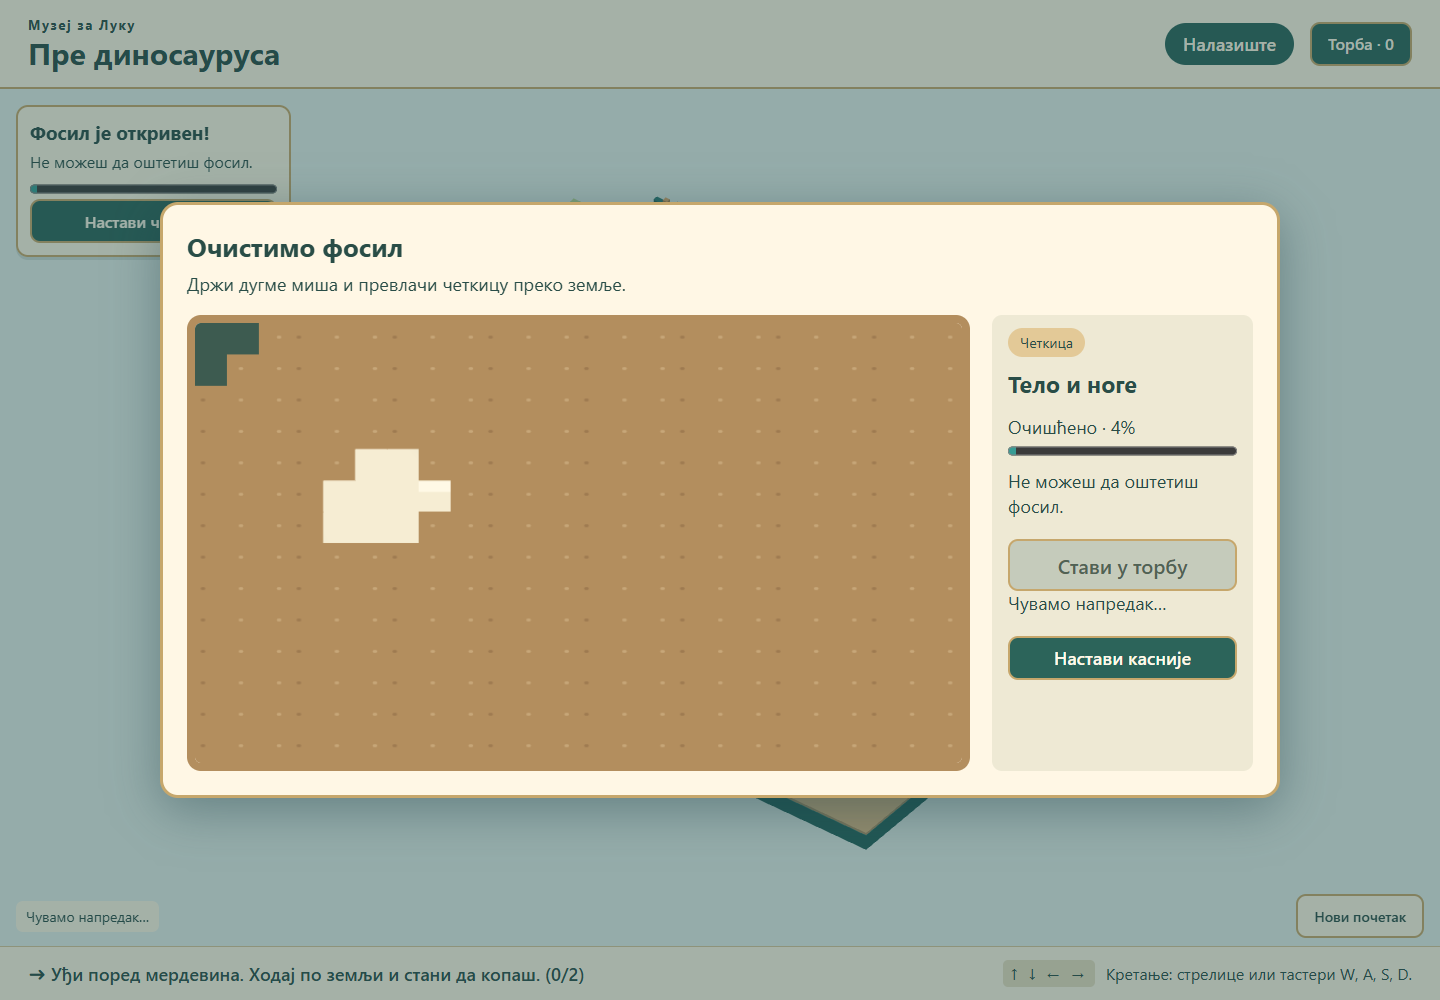 Музеј за Луку
Пре диносауруса
Налазиште
Торба · 0
Фосил је откривен!
Не можеш да оштетиш фосил.
Настави ч
Очистимо фосил
Држи дугме миша и превлачи четкицу преко земље.
Четкица
Тело и ноге
Очишћено · 4%
Не можеш да оштетиш
фосил.
Стави у торбу
Чувамо напредак...
Настави касније
Чувамо напредак...
Нови почетак
→ Уђи поред мердевина. Ходај по земљи и стани да копаш. (0/2)
↑ ↓ ← → Кретање: стрелице или тастери W, A, S, D.